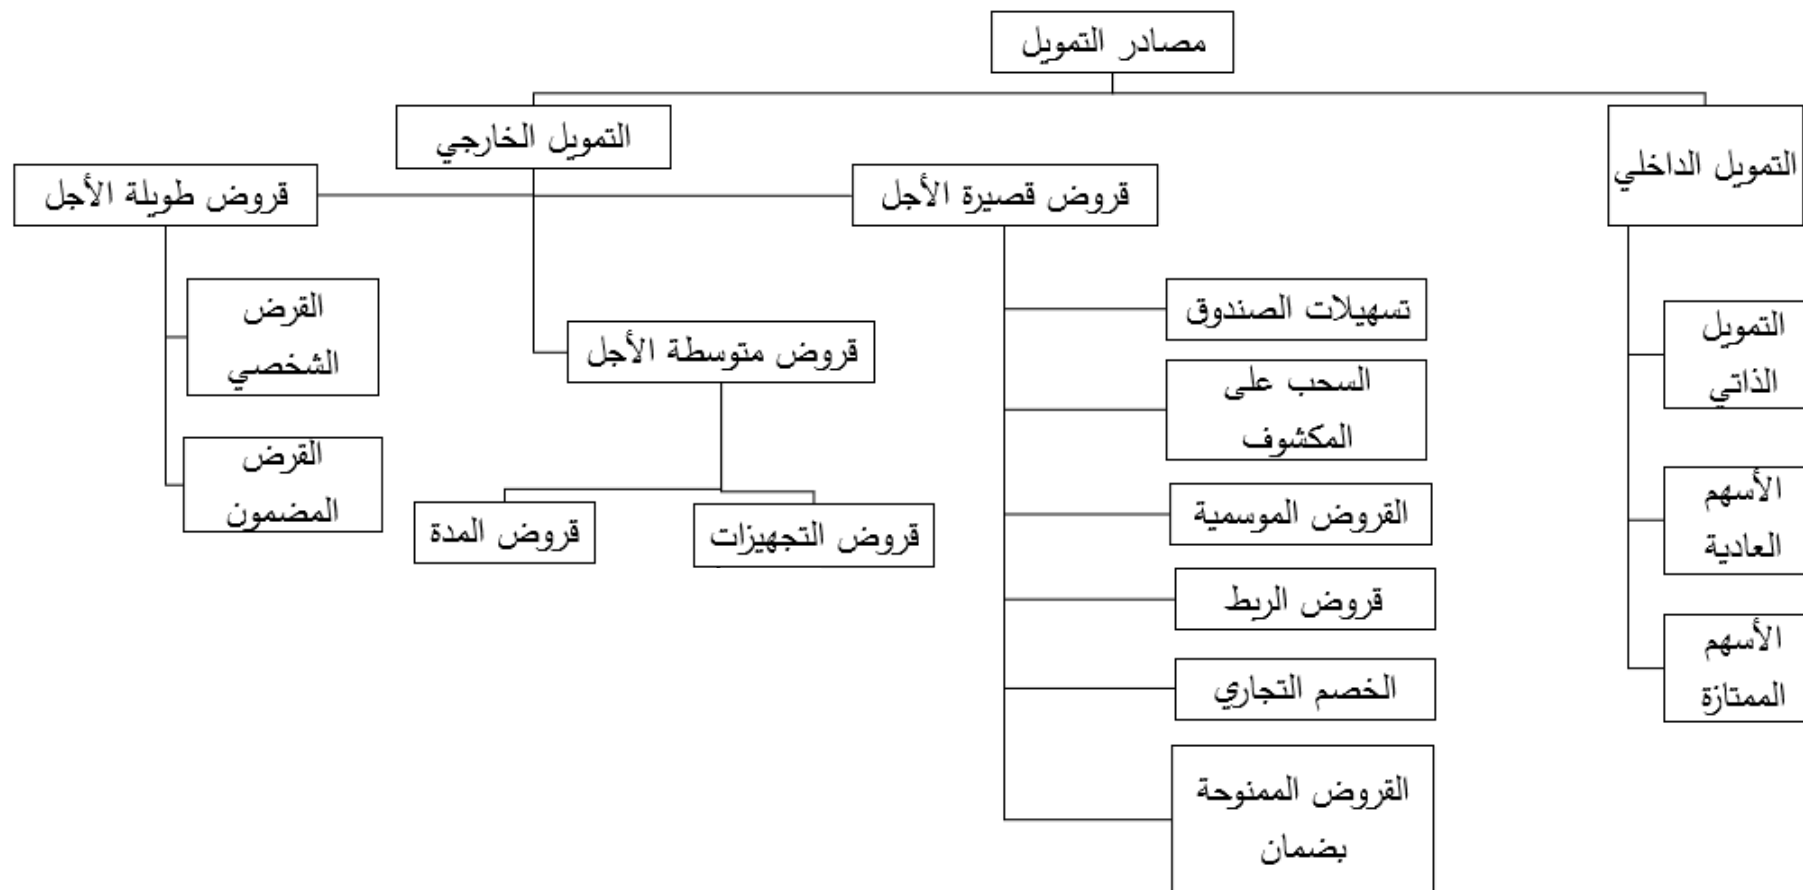 مصادر التمويل
التمويل الداخلي
التمويل
الذاتي
الأسهم
العادية
الأسهم
الممتازة
التمويل الخارجي
قروض قصيرة الأجل
تسهيلات الصندوق
السحب على
المكشوف
القروض الموسمية
قروض الربط
الخصم التجاري
القروض الممنوحة
بضمان
قروض متوسطة الأجل
قروض التجهيزات
قروض المدة
قروض طويلة الأجل
القرض
الشخصي
القرض
المضمون